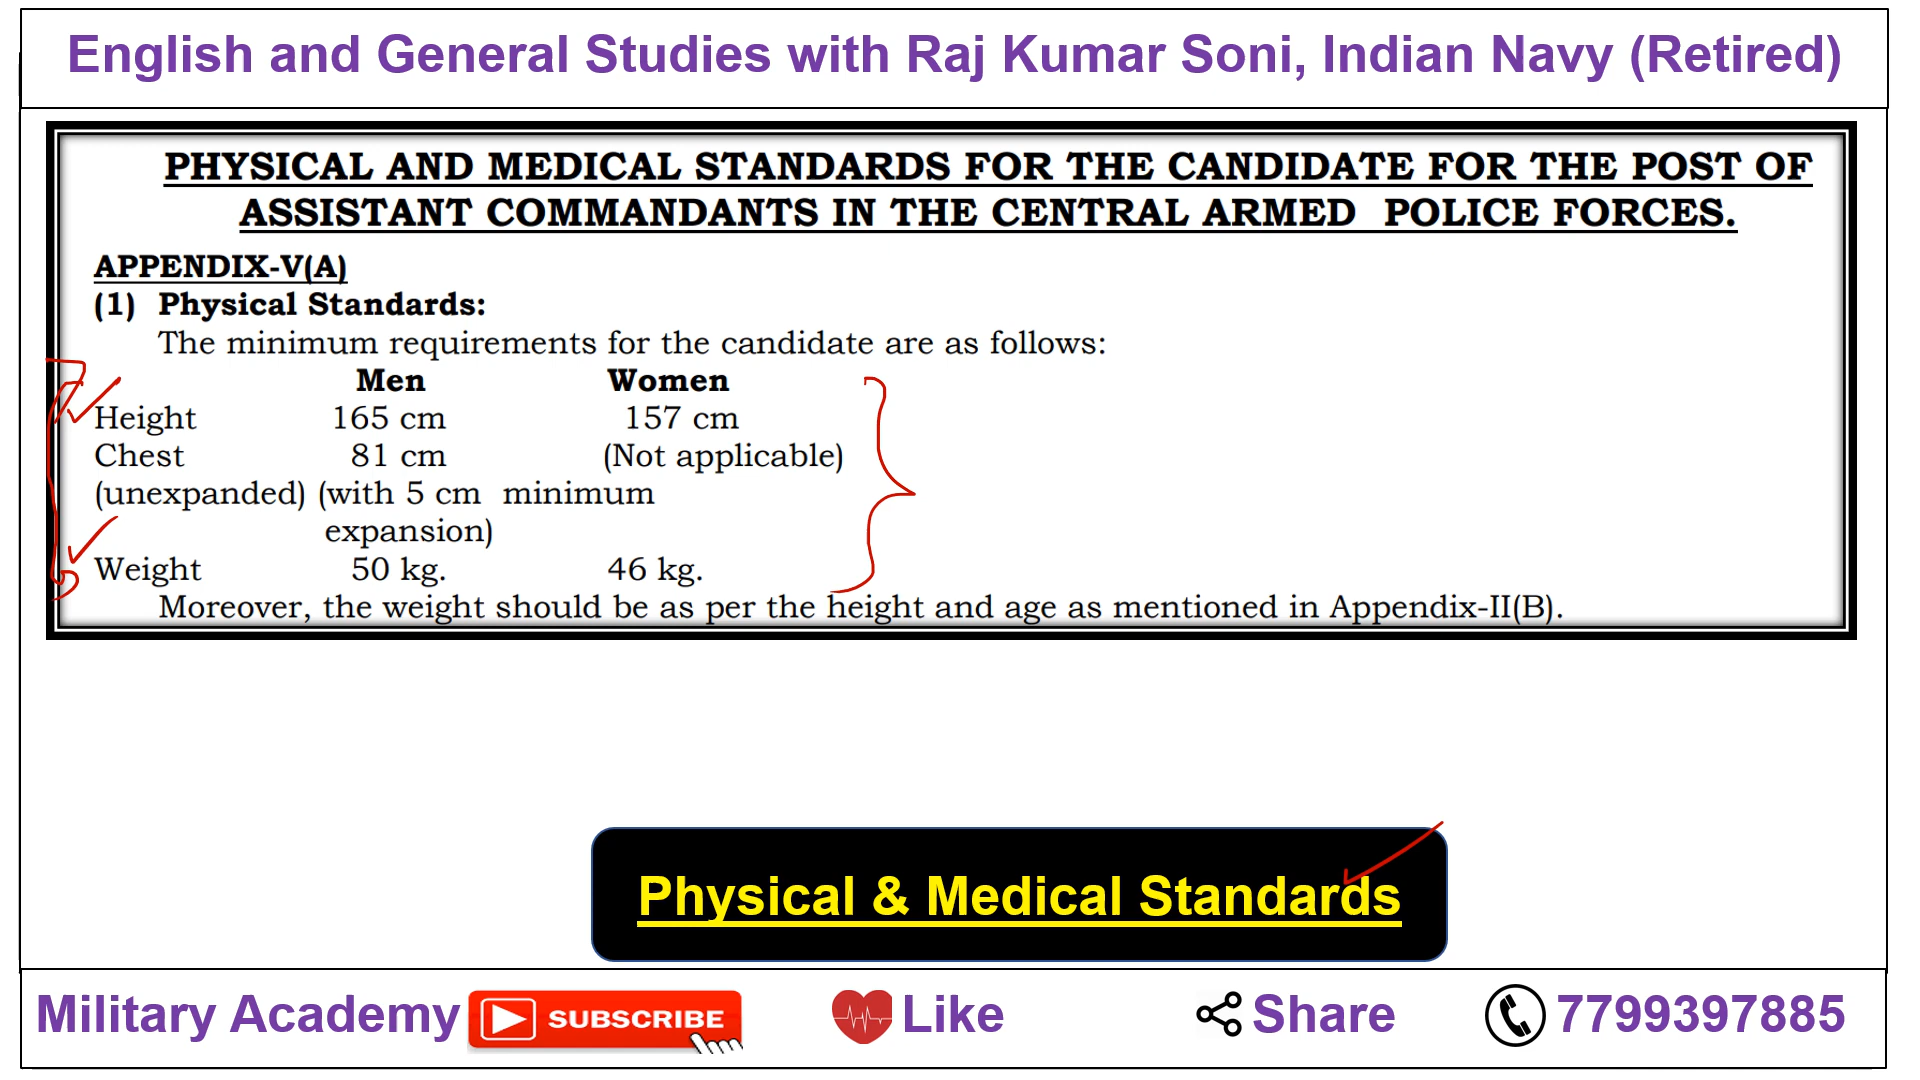 English and General Studies with Raj Kumar Soni, Indian Navy (Retired)
PHYSICAL AND MEDICAL STANDARDS FOR THE CANDIDATE FOR THE POST OF
ASSISTANT COMMANDANTS IN THE CENTRAL ARMED POLICE FORCES.
APPENDIX-V(A)
(1) Physical Standards:
The minimum requirements for the candidate are as follows:
Men Women
Height 165 cm 157 cm
Chest 81 cm (Not applicable)
(unexpanded) (with 5 cm minimum
expansion)
Weight 50 kg. 46 kg.
Moreover, the weight should be as per the height and age as mentioned in Appendix-II(B).
Physical & Medical Standards
Military Academy SUBSCRIBE Like Share 7799397885